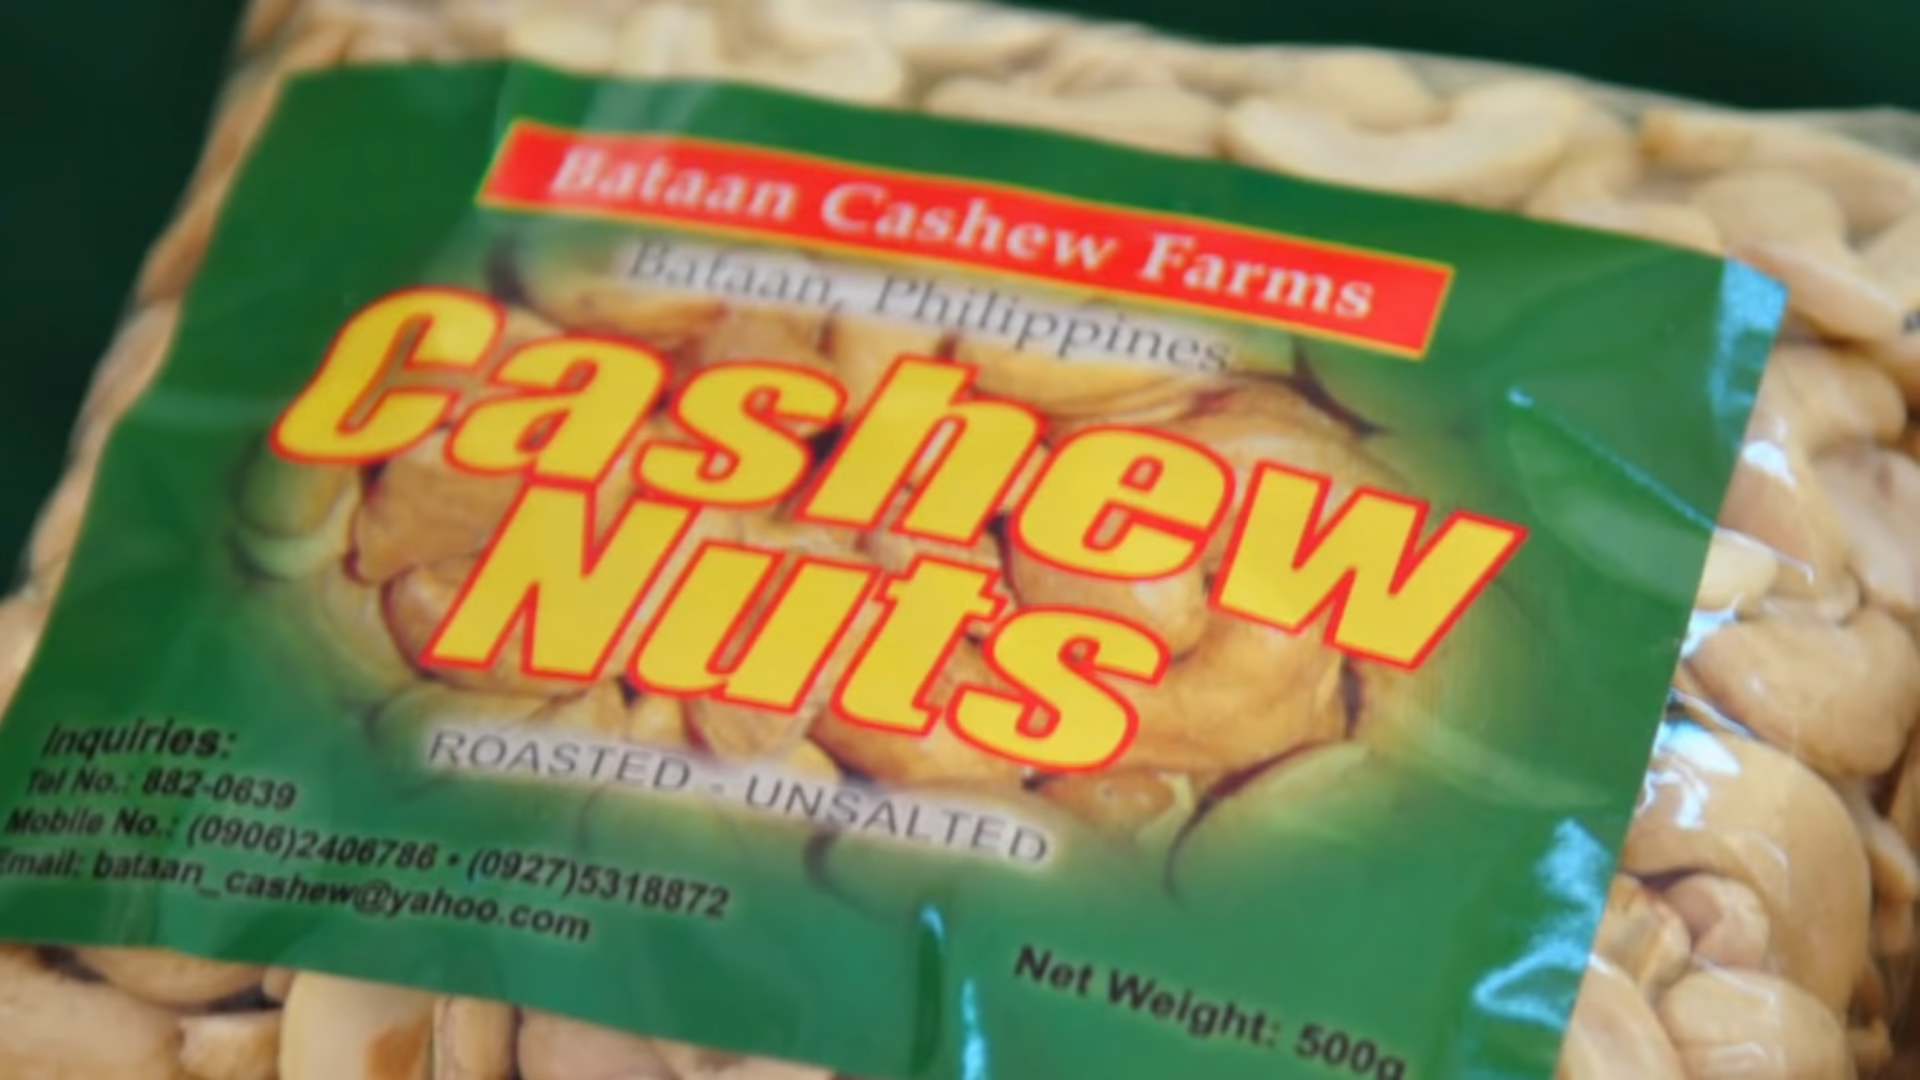 Bataan Cashew Farms
Bataan, Philippines
Cashew
Nuts
ROASTED - UNSALTED
Inquiries:
Tel No.: 882-0639
Mobile No.: (0906)2406786 • (0927)5318872
Email: bataan_cashew@yahoo.com
Net Weight: 500g